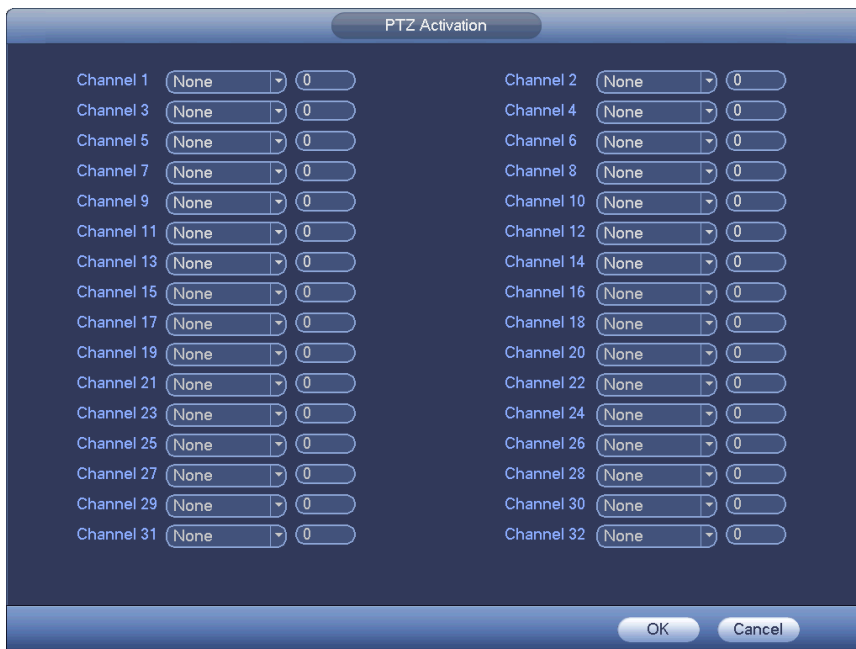 PTZ Activation
Channel 1 None 0 Channel 2 None 0
Channel 3 None 0 Channel 4 None 0
Channel 5 None 0 Channel 6 None 0
Channel 7 None 0 Channel 8 None 0
Channel 9 None 0 Channel 10 None 0
Channel 11 None 0 Channel 12 None 0
Channel 13 None 0 Channel 14 None 0
Channel 15 None 0 Channel 16 None 0
Channel 17 None 0 Channel 18 None 0
Channel 19 None 0 Channel 20 None 0
Channel 21 None 0 Channel 22 None 0
Channel 23 None 0 Channel 24 None 0
Channel 25 None 0 Channel 26 None 0
Channel 27 None 0 Channel 28 None 0
Channel 29 None 0 Channel 30 None 0
Channel 31 None 0 Channel 32 None 0
OK Cancel